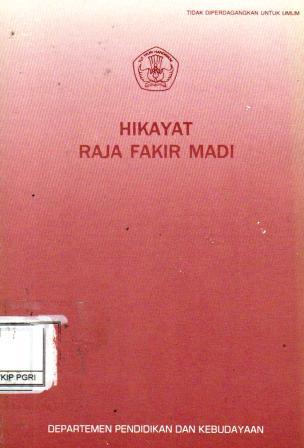 TIDAK DIPERDAGANGKAN UNTUK UMUM
HIKAYAT
RAJA FAKIR MADI
KIP PGRI
DEPARTEMEN PENDIDIKAN DAN KEBUDAYAAN